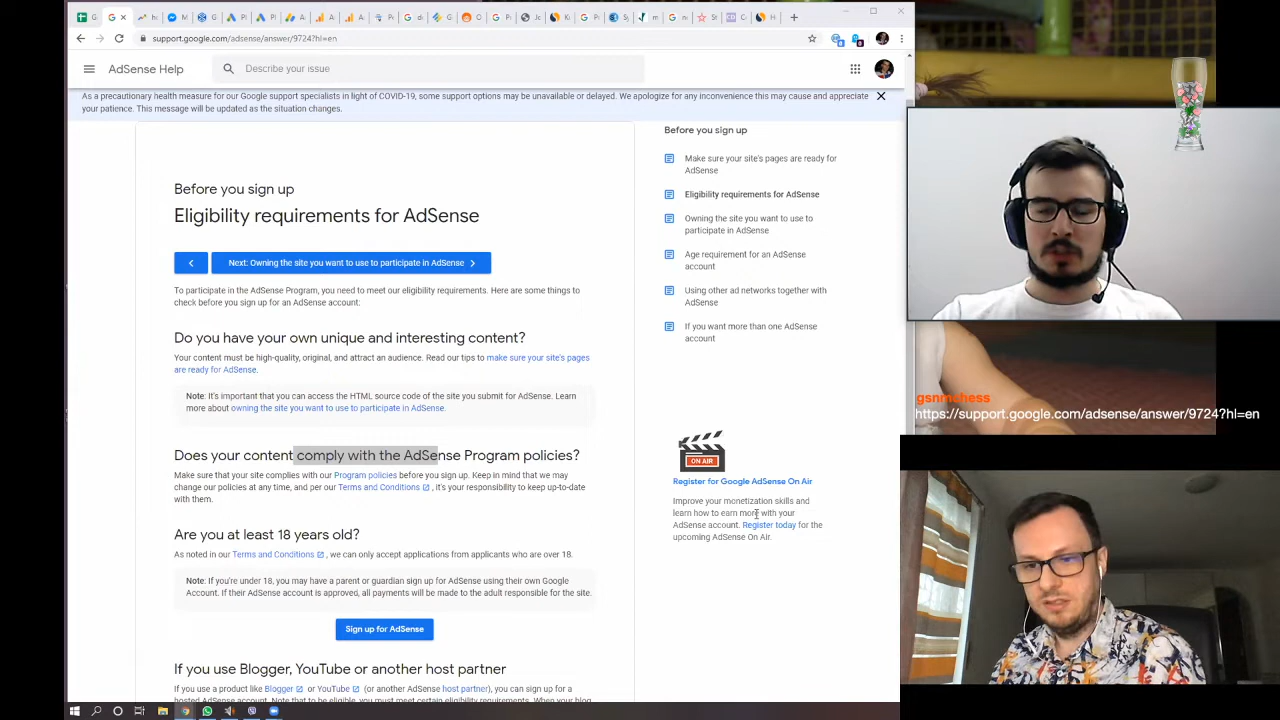 support.google.com/adsense/answer/9724?hl=en
AdSense Help
Describe your issue
As a precautionary health measure for our Google support specialists in light of COVID-19, some support options may be unavailable or delayed. We apologize for any inconvenience this may cause and appreciate
your patience. This message will be updated as the situation changes.
Before you sign up
Eligibility requirements for AdSense
Next: Owning the site you want to use to participate in AdSense
To participate in the AdSense Program, you need to meet our eligibility requirements. Here are some things to
check before you sign up for an AdSense account:
Do you have your own unique and interesting content?
Your content must be high-quality, original, and attract an audience. Read our tips to make sure your site's pages
are ready for AdSense.
Note: It's important that you can access the HTML source code of the site you submit for AdSense. Learn
more about owning the site you want to use to participate in AdSense.
Does your content comply with the AdSense Program policies?
Make sure that your site complies with our Program policies before you sign up. Keep in mind that we may
change our policies at any time, and per our Terms and Conditions , it's your responsibility to keep up-to-date
with them.
Are you at least 18 years old?
As noted in our Terms and Conditions , we can only accept applications from applicants who are over 18.
Note: If you're under 18, you may have a parent or guardian sign up for AdSense using their own Google
Account. If their AdSense account is approved, all payments will be made to the adult responsible for the site.
Sign up for AdSense
If you use Blogger, YouTube or another host partner
If you use a product like Blogger or YouTube (or another AdSense host partner), you can sign up for a
hosted AdSense account. Note that to be eligible, you must meet certain eligibility requirements. When your blog
Before you sign up
Make sure your site's pages are ready for
AdSense
Eligibility requirements for AdSense
Owning the site you want to use to
participate in AdSense
Age requirement for an AdSense
account
Using other ad networks together with
AdSense
If you want more than one AdSense
account
ON AIR
Register for Google AdSense On Air
Improve your monetization skills and
learn how to earn more with your
AdSense account. Register today for the
upcoming AdSense On Air.
gsnmchess
https://support.google.com/adsense/answer/9724?hl=en